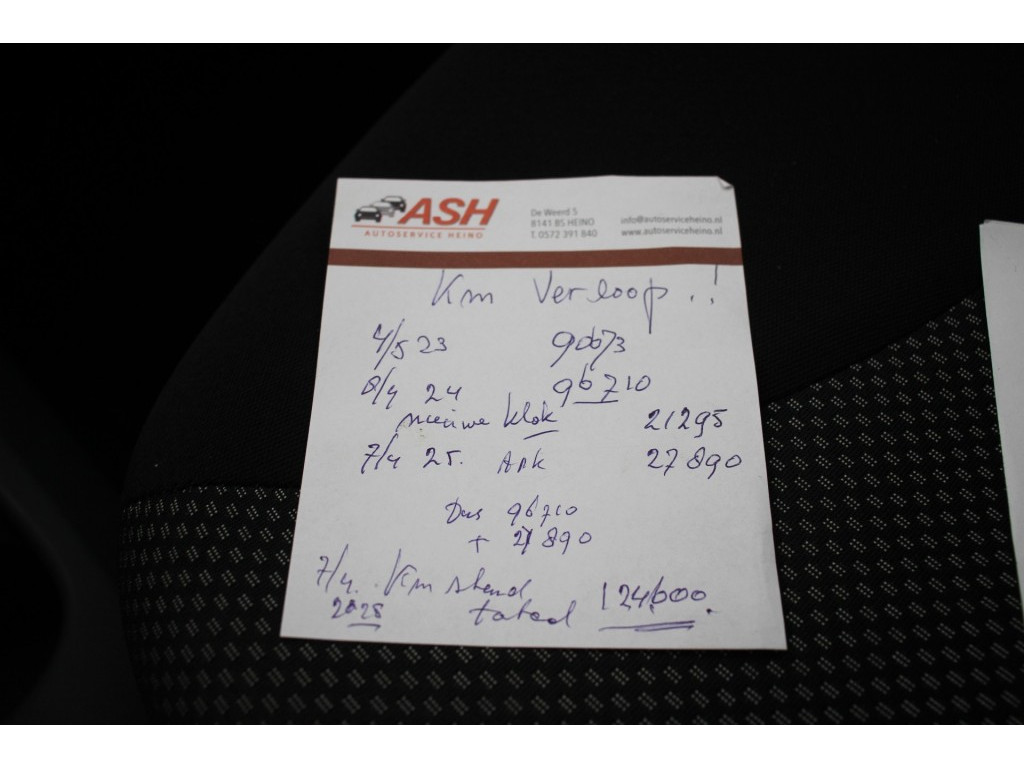 ASH
AUTOSERVICE HEINO
De Weerd 5
8141 BS HEINO
T. 0572 391 840
info@autoserviceheino.nl
www.autoserviceheino.nl
Km Verloop..!
4/5 23 90673
8/4 24 96710
nieuwe klok 21295
7/4 25. APK 27890
Dus 96710
+ 27890
7/4. Km stand
2025 totaal 124600.